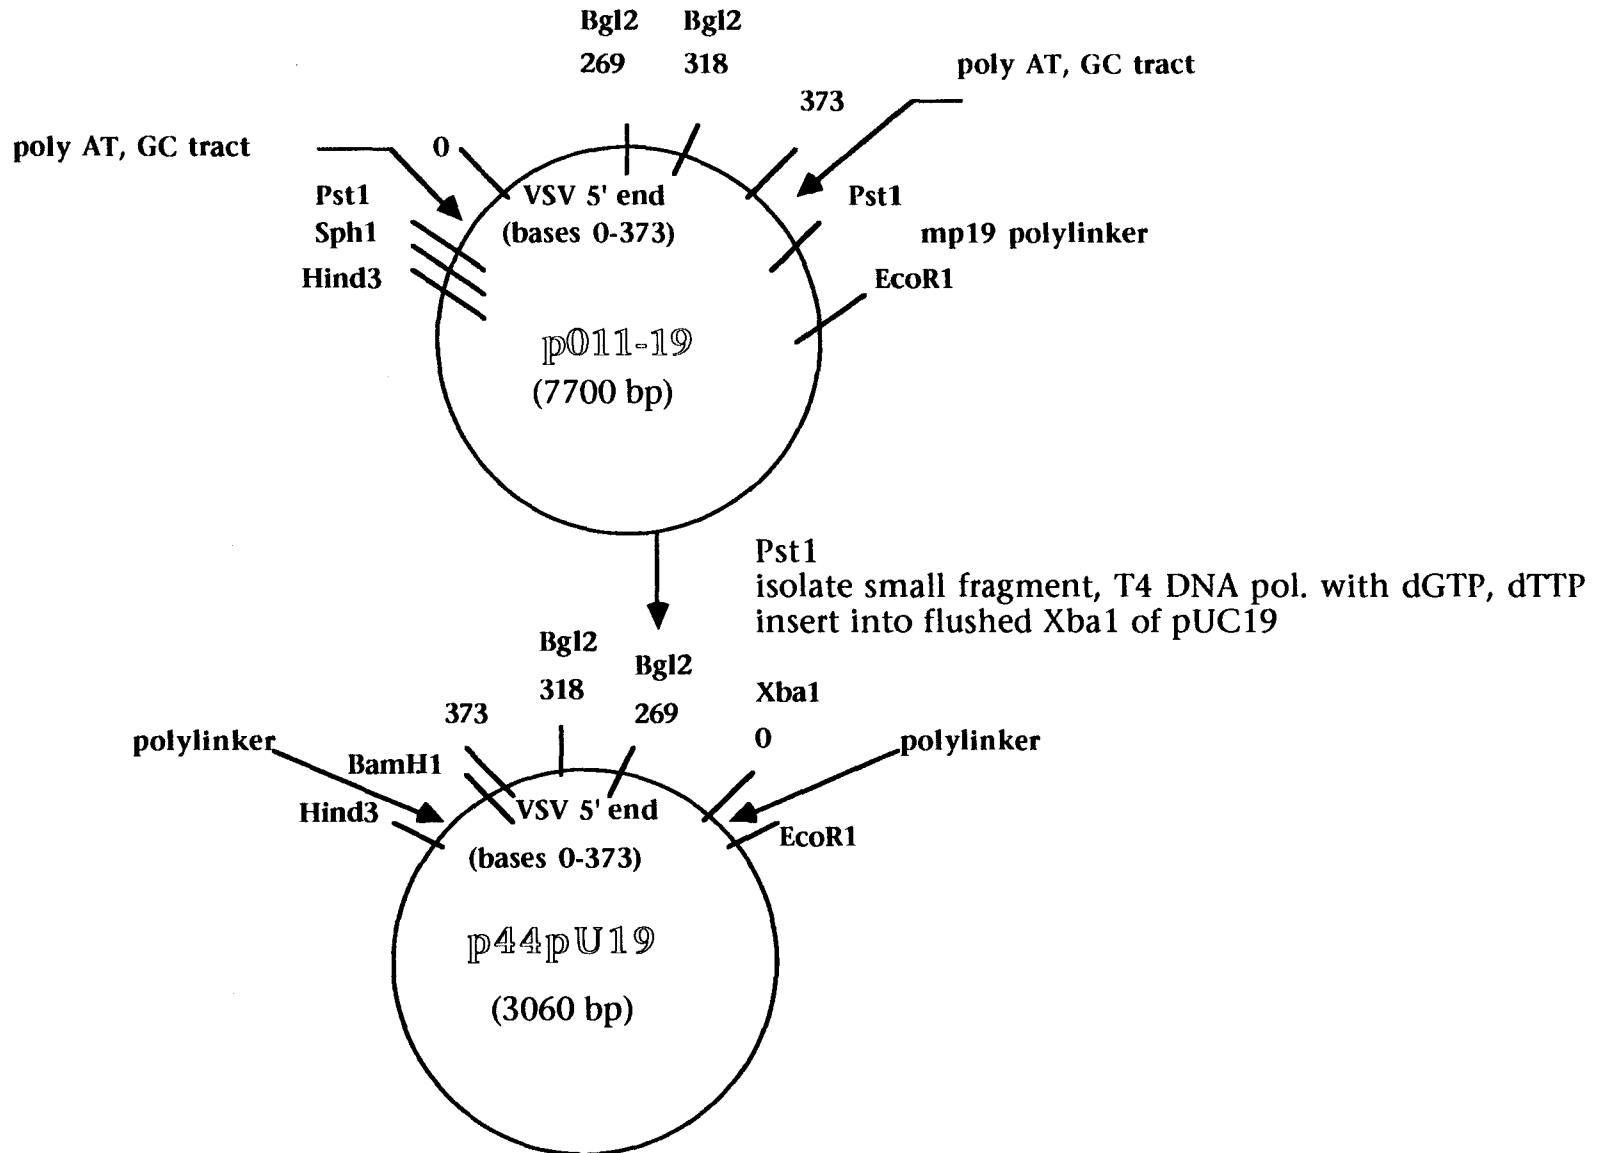 Bgl2 Bgl2
269 318
poly AT, GC tract
373
poly AT, GC tract
0
Pst1
VSV 5' end
Pst1
Sph1
(bases 0-373)
mp19 polylinker
Hind3
EcoR1
p011-19
(7700 bp)
Pst1
isolate small fragment, T4 DNA pol. with dGTP, dTTP
insert into flushed Xba1 of pUC19
Bgl2
Bgl2
318
Xba1
373
269
0
polylinker
polylinker
BamH1
Hind3
VSV 5' end
EcoR1
(bases 0-373)
p44pU19
(3060 bp)